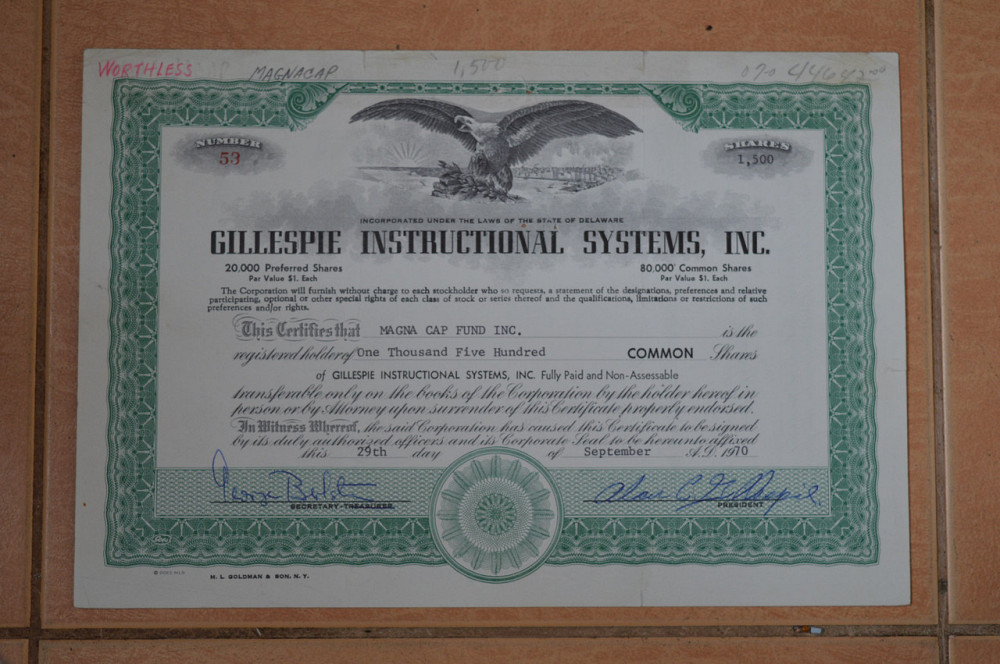 WORTHLESS MAGNACAP 1,500
NUMBER
53
SHARES
1,500
INCORPORATED UNDER THE LAWS OF THE STATE OF DELAWARE
GILLESPIE INSTRUCTIONAL SYSTEMS, INC.
20,000 Preferred Shares
Par Value $1. Each
80,000 Common Shares
Par Value $1. Each
The Corporation will furnish without charge to each stockholder who so requests, a statement of the designations, preferences and relative
participating, optional or other special rights of each class of stock or series thereof and the qualifications, limitations or restrictions of such
preferences and/or rights.
This Certifies that MAGNA CAP FUND INC. is the
registered holder of One Thousand Five Hundred COMMON Shares
of GILLESPIE INSTRUCTIONAL SYSTEMS, INC. Fully Paid and Non-Assessable
transferable only on the books of the Corporation by the holder hereof in
person or by Attorney upon surrender of this Certificate properly endorsed.
In Witness Whereof, the said Corporation has caused this Certificate to be signed
by its duly authorized officers and its Corporate Seal to be hereunto affixed
this 29th day of September A.D. 1970
SECRETARY-TREASURER
PRESIDENT
H. L. GOLDMAN & SON, N. Y.